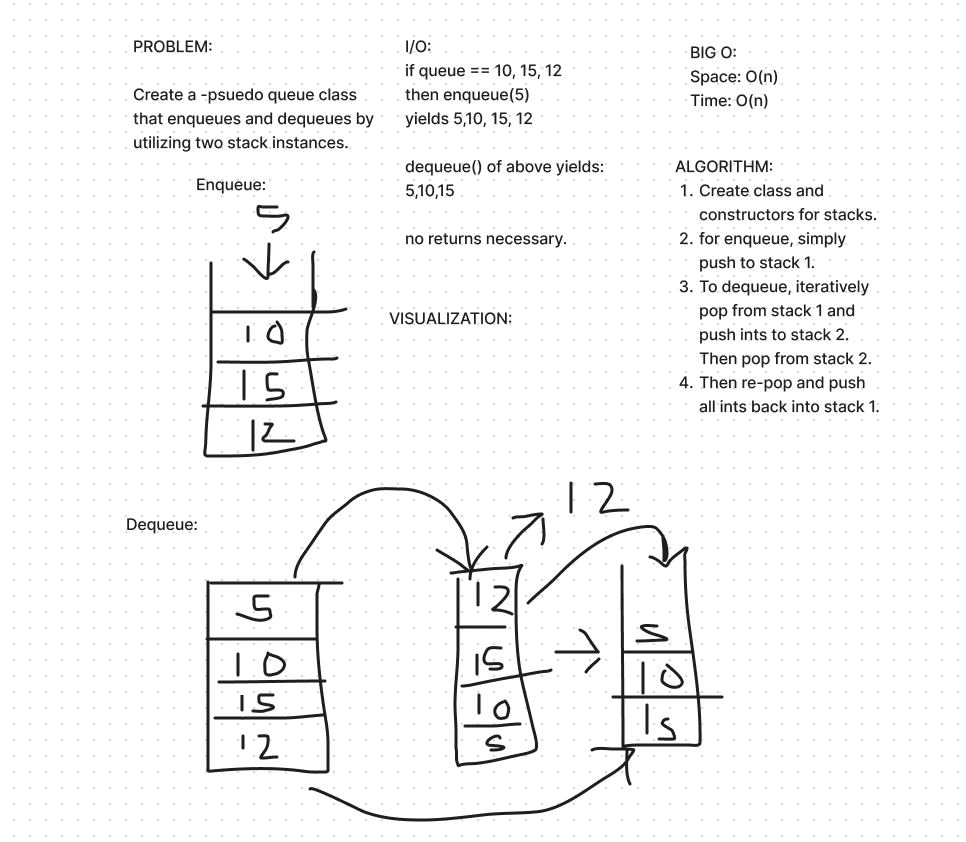 PROBLEM:
Create a -psuedo queue class
that enqueues and dequeues by
utilizing two stack instances.
I/O:
if queue == 10, 15, 12
then enqueue(5)
yields 5,10, 15, 12
dequeue() of above yields:
5,10,15
no returns necessary.
BIG O:
Space: O(n)
Time: O(n)
ALGORITHM:
1. Create class and
constructors for stacks.
2. for enqueue, simply
push to stack 1.
3. To dequeue, iteratively
pop from stack 1 and
push ints to stack 2.
Then pop from stack 2.
4. Then re-pop and push
all ints back into stack 1.
VISUALIZATION:
Enqueue:
5
10
15
12
Dequeue:
5
10
15
12
12
15
10
5
12
5
10
15